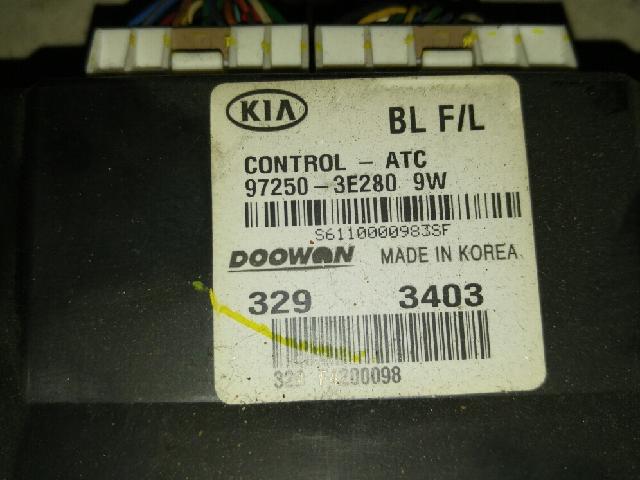 KIA BL F/L
CONTROL - ATC
97250-3E280 9W
S6110000983SF
DOOWON MADE IN KOREA
329 3403